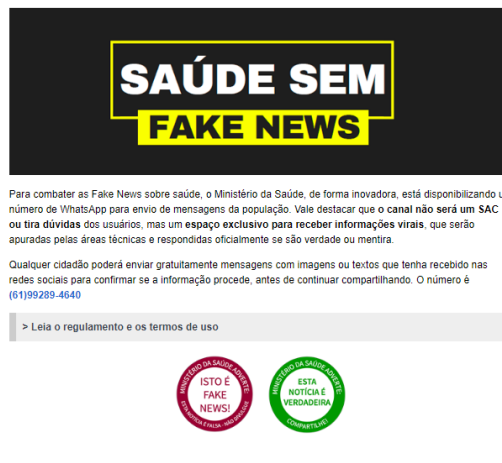 SAÚDE SEM
FAKE NEWS
Para combater as Fake News sobre saúde, o Ministério da Saúde, de forma inovadora, está disponibilizando
número de WhatsApp para envio de mensagens da população. Vale destacar que o canal não será um SAC
ou tira dúvidas dos usuários, mas um espaço exclusivo para receber informações virais, que serão
apuradas pelas áreas técnicas e respondidas oficialmente se são verdade ou mentira.
Qualquer cidadão poderá enviar gratuitamente mensagens com imagens ou textos que tenha recebido nas
redes sociais para confirmar se a informação procede, antes de continuar compartilhando. O número é
(61)99289-4640
> Leia o regulamento e os termos de uso
MINISTÉRIO DA SAÚDE ADVERTE:
ISTO É
FAKE
NEWS!
ESTA NOTÍCIA É FALSA - NÃO DIVULGUE
MINISTÉRIO DA SAÚDE ADVERTE:
ESTA
NOTÍCIA É
VERDADEIRA
COMPARTILHE!